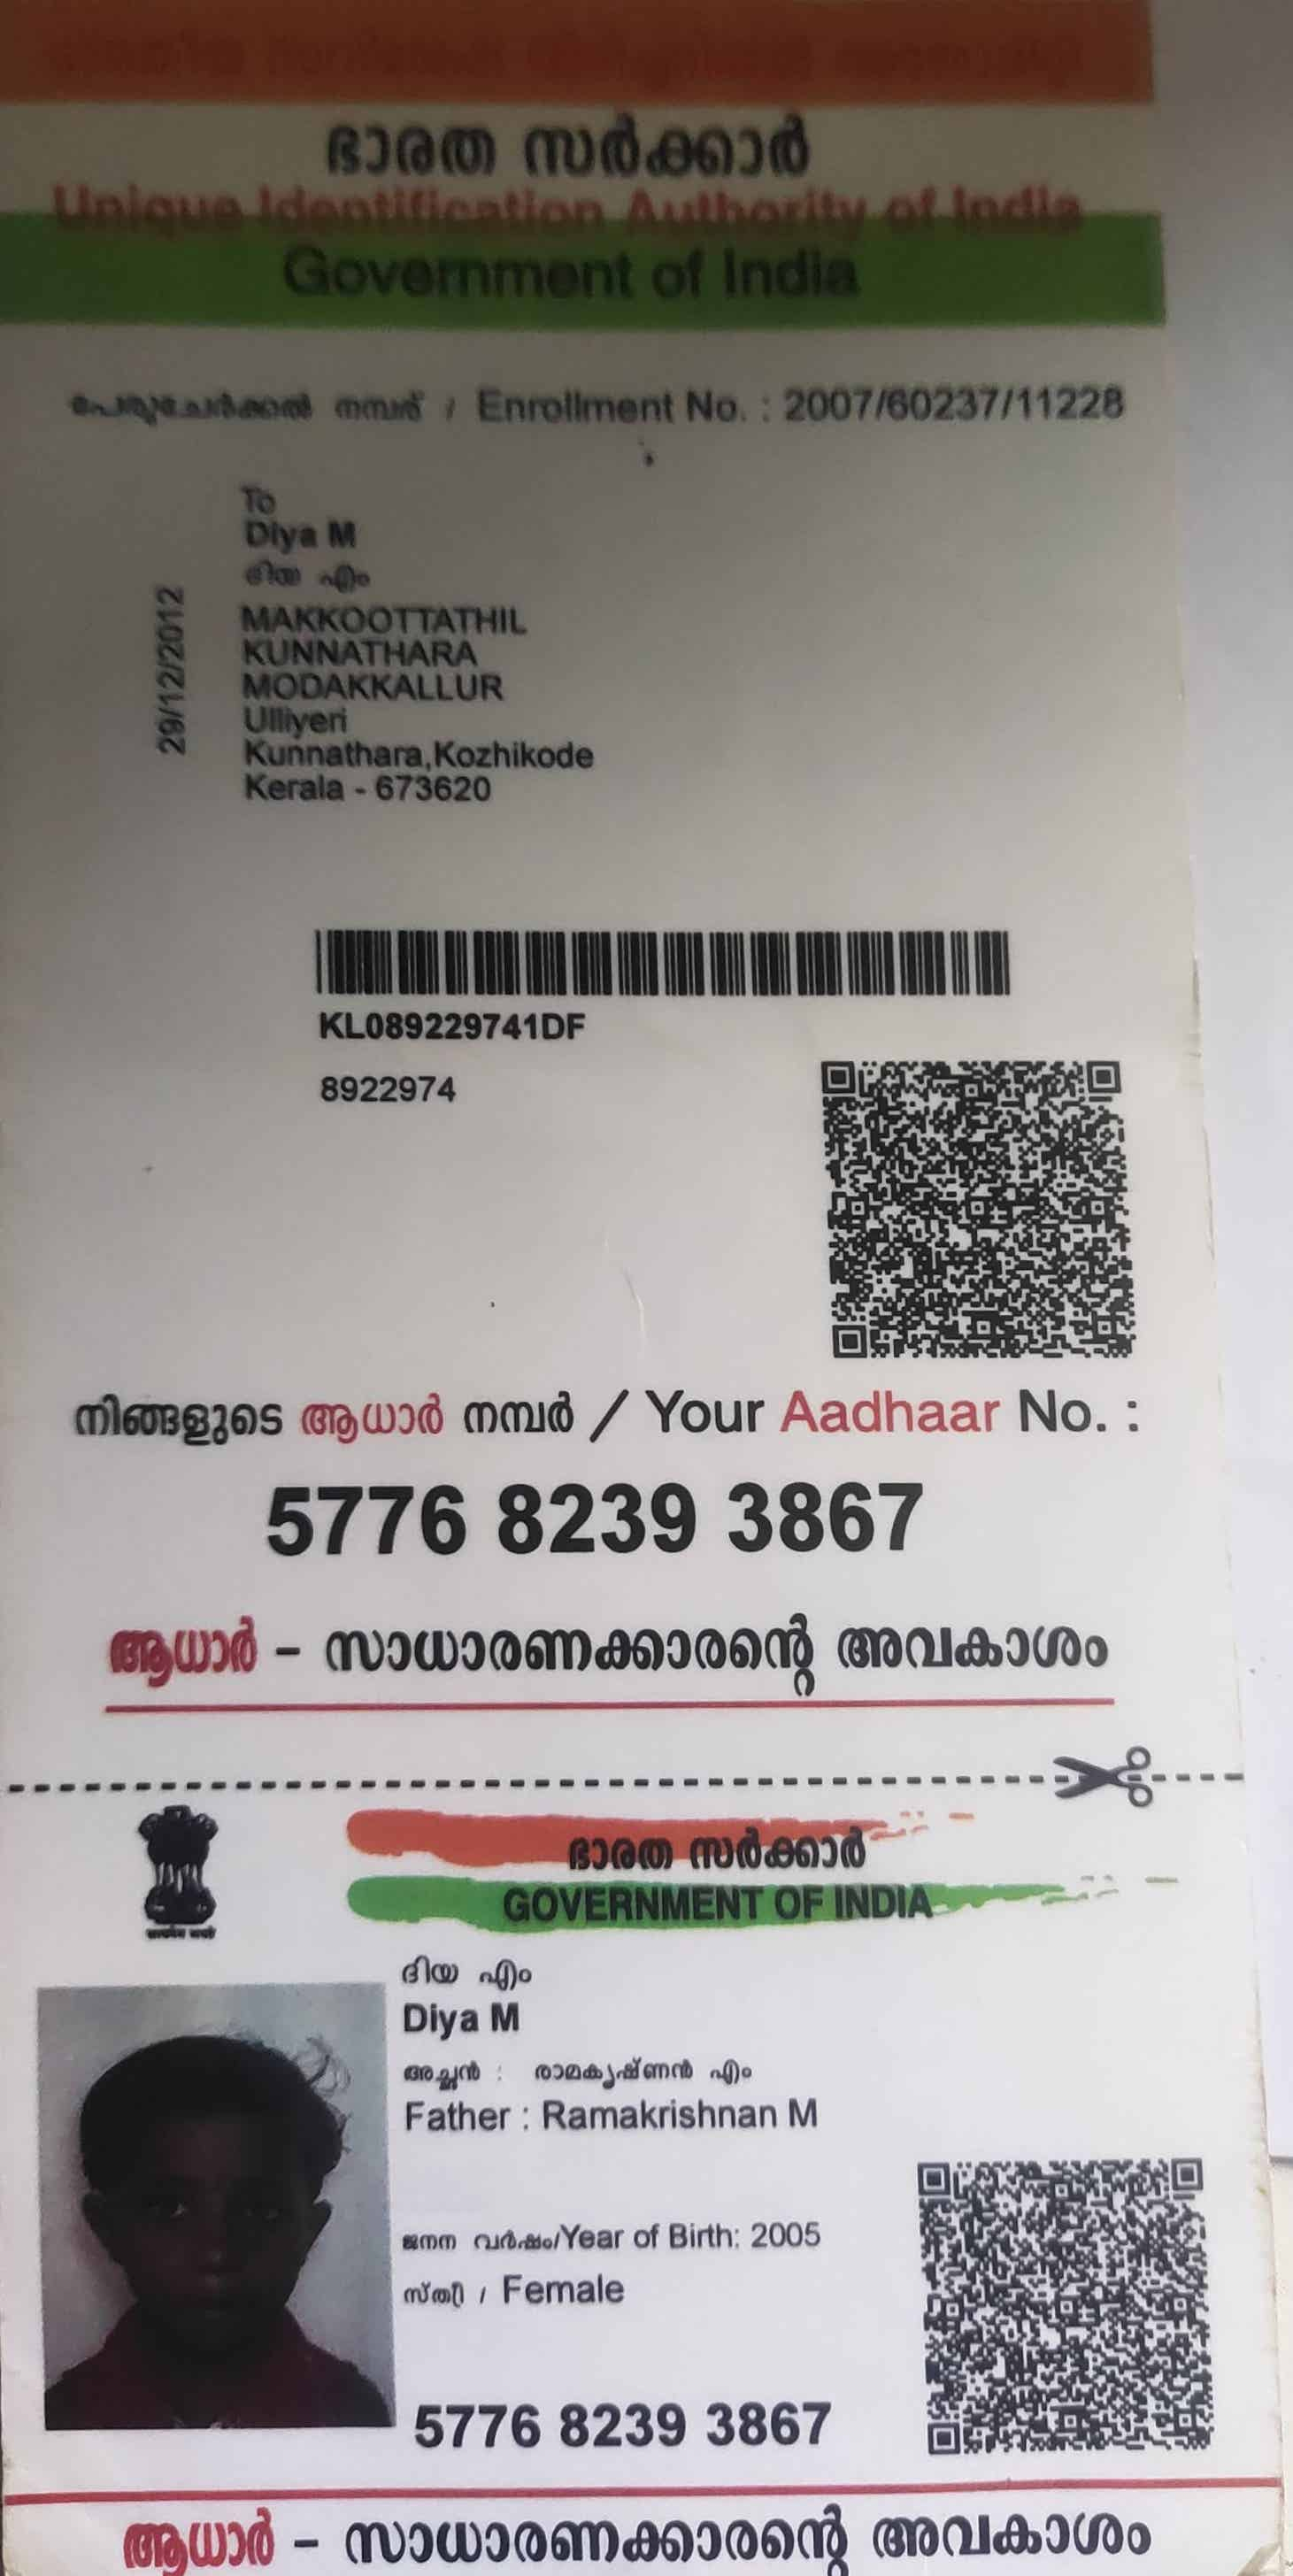 ഭാരത സർക്കാർ
Unique Identification Authority of India
Government of India
പേരുചേർക്കൽ നമ്പര് / Enrollment No. : 2007/60237/11228
To
Diya M
ദിയ എം
29/12/2012
MAKKOOTTATHIL
KUNNATHARA
MODAKKALLUR
Ulliyeri
Kunnathara,Kozhikode
Kerala - 673620
KL089229741DF
8922974
നിങ്ങളുടെ ആധാർ നമ്പർ / Your Aadhaar No. :
5776 8239 3867
ആധാർ – സാധാരണക്കാരന്റെ അവകാശം
ഭാരത സർക്കാർ
GOVERNMENT OF INDIA
ദിയ എം
Diya M
അച്ഛൻ : രാമകൃഷ്ണൻ എം
Father : Ramakrishnan M
ജനന വർഷം/Year of Birth: 2005
സ്ത്രീ / Female
5776 8239 3867
ആധാർ – സാധാരണക്കാരന്റെ അവകാശം